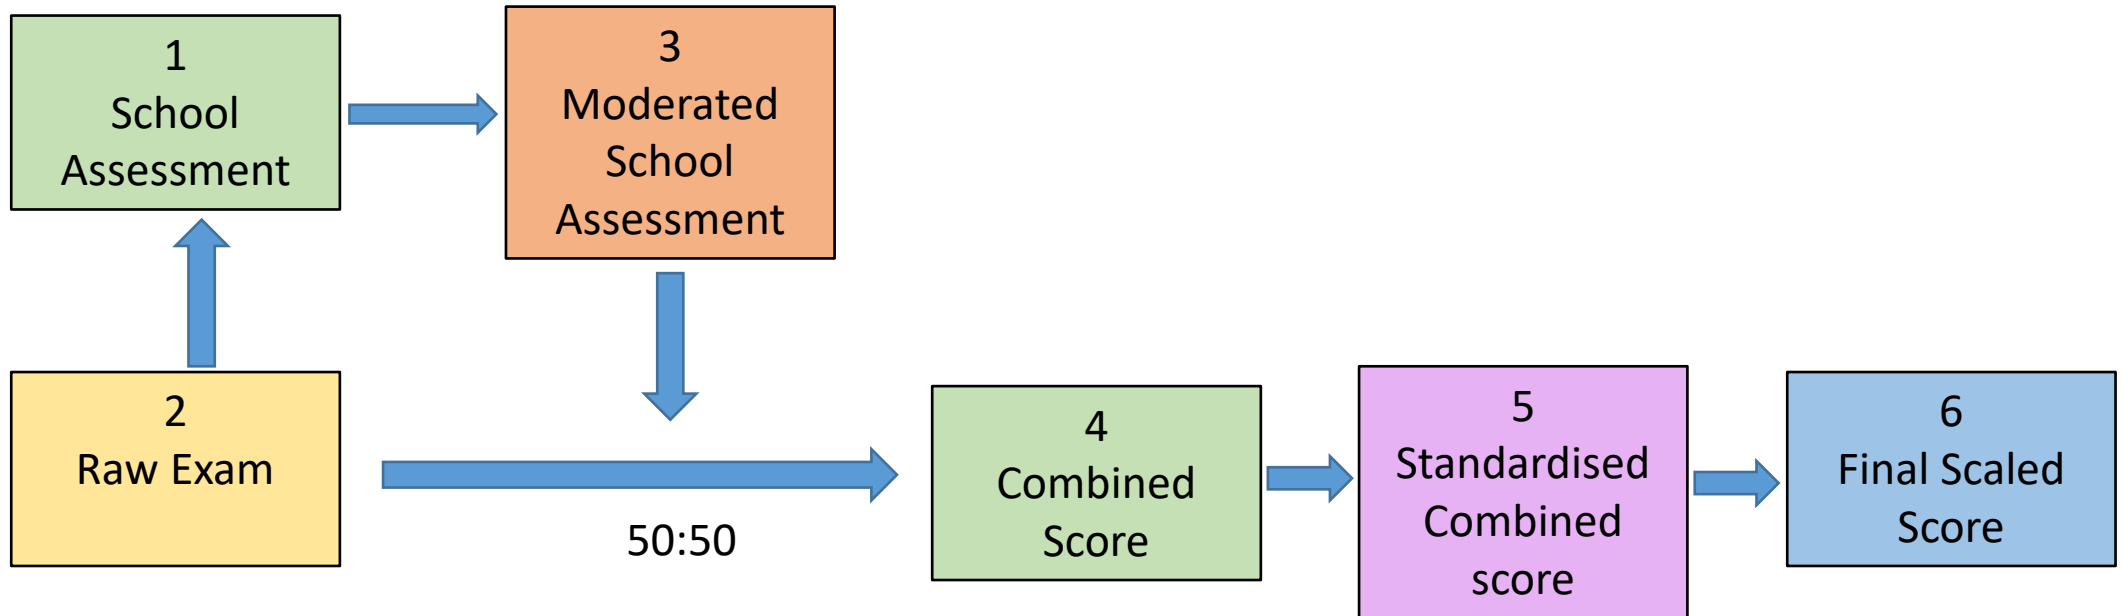 1
School
Assessment
3
Moderated
School
Assessment
2
Raw Exam
50:50
4
Combined
Score
5
Standardised
Combined
score
6
Final Scaled
Score